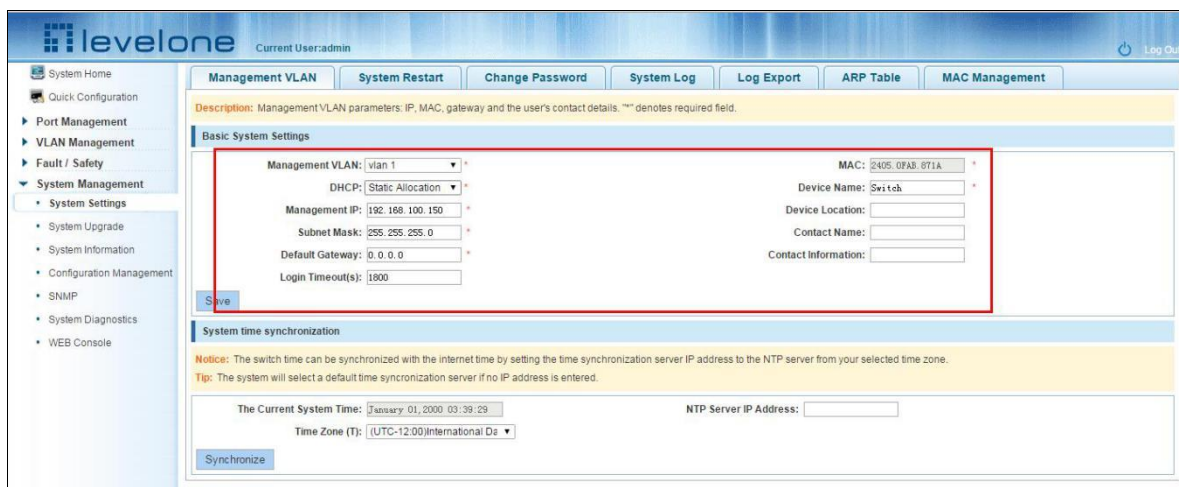 levelone Current User:admin Log Out
System Home
Quick Configuration
Port Management
VLAN Management
Fault / Safety
System Management
System Settings
System Upgrade
System Information
Configuration Management
SNMP
System Diagnostics
WEB Console
Management VLAN System Restart Change Password System Log Log Export ARP Table MAC Management
Description: Management VLAN parameters: IP, MAC, gateway and the user's contact details. "*" denotes required field.
Basic System Settings
Management VLAN: vlan 1 * MAC: 2405.0FAB.871A *
DHCP: Static Allocation * Device Name: Switch *
Management IP: 192.168.100.150 * Device Location:
Subnet Mask: 255.255.255.0 * Contact Name:
Default Gateway: 0.0.0.0 * Contact Information:
Login Timeout(s): 1800
Save
System time synchronization
Notice: The switch time can be synchronized with the internet time by setting the time synchronization server IP address to the NTP server from your selected time zone.
Tip: The system will select a default time syncronization server if no IP address is entered.
The Current System Time: January 01,2000 03:39:29 NTP Server IP Address:
Time Zone (T): (UTC-12:00)International Da
Synchronize